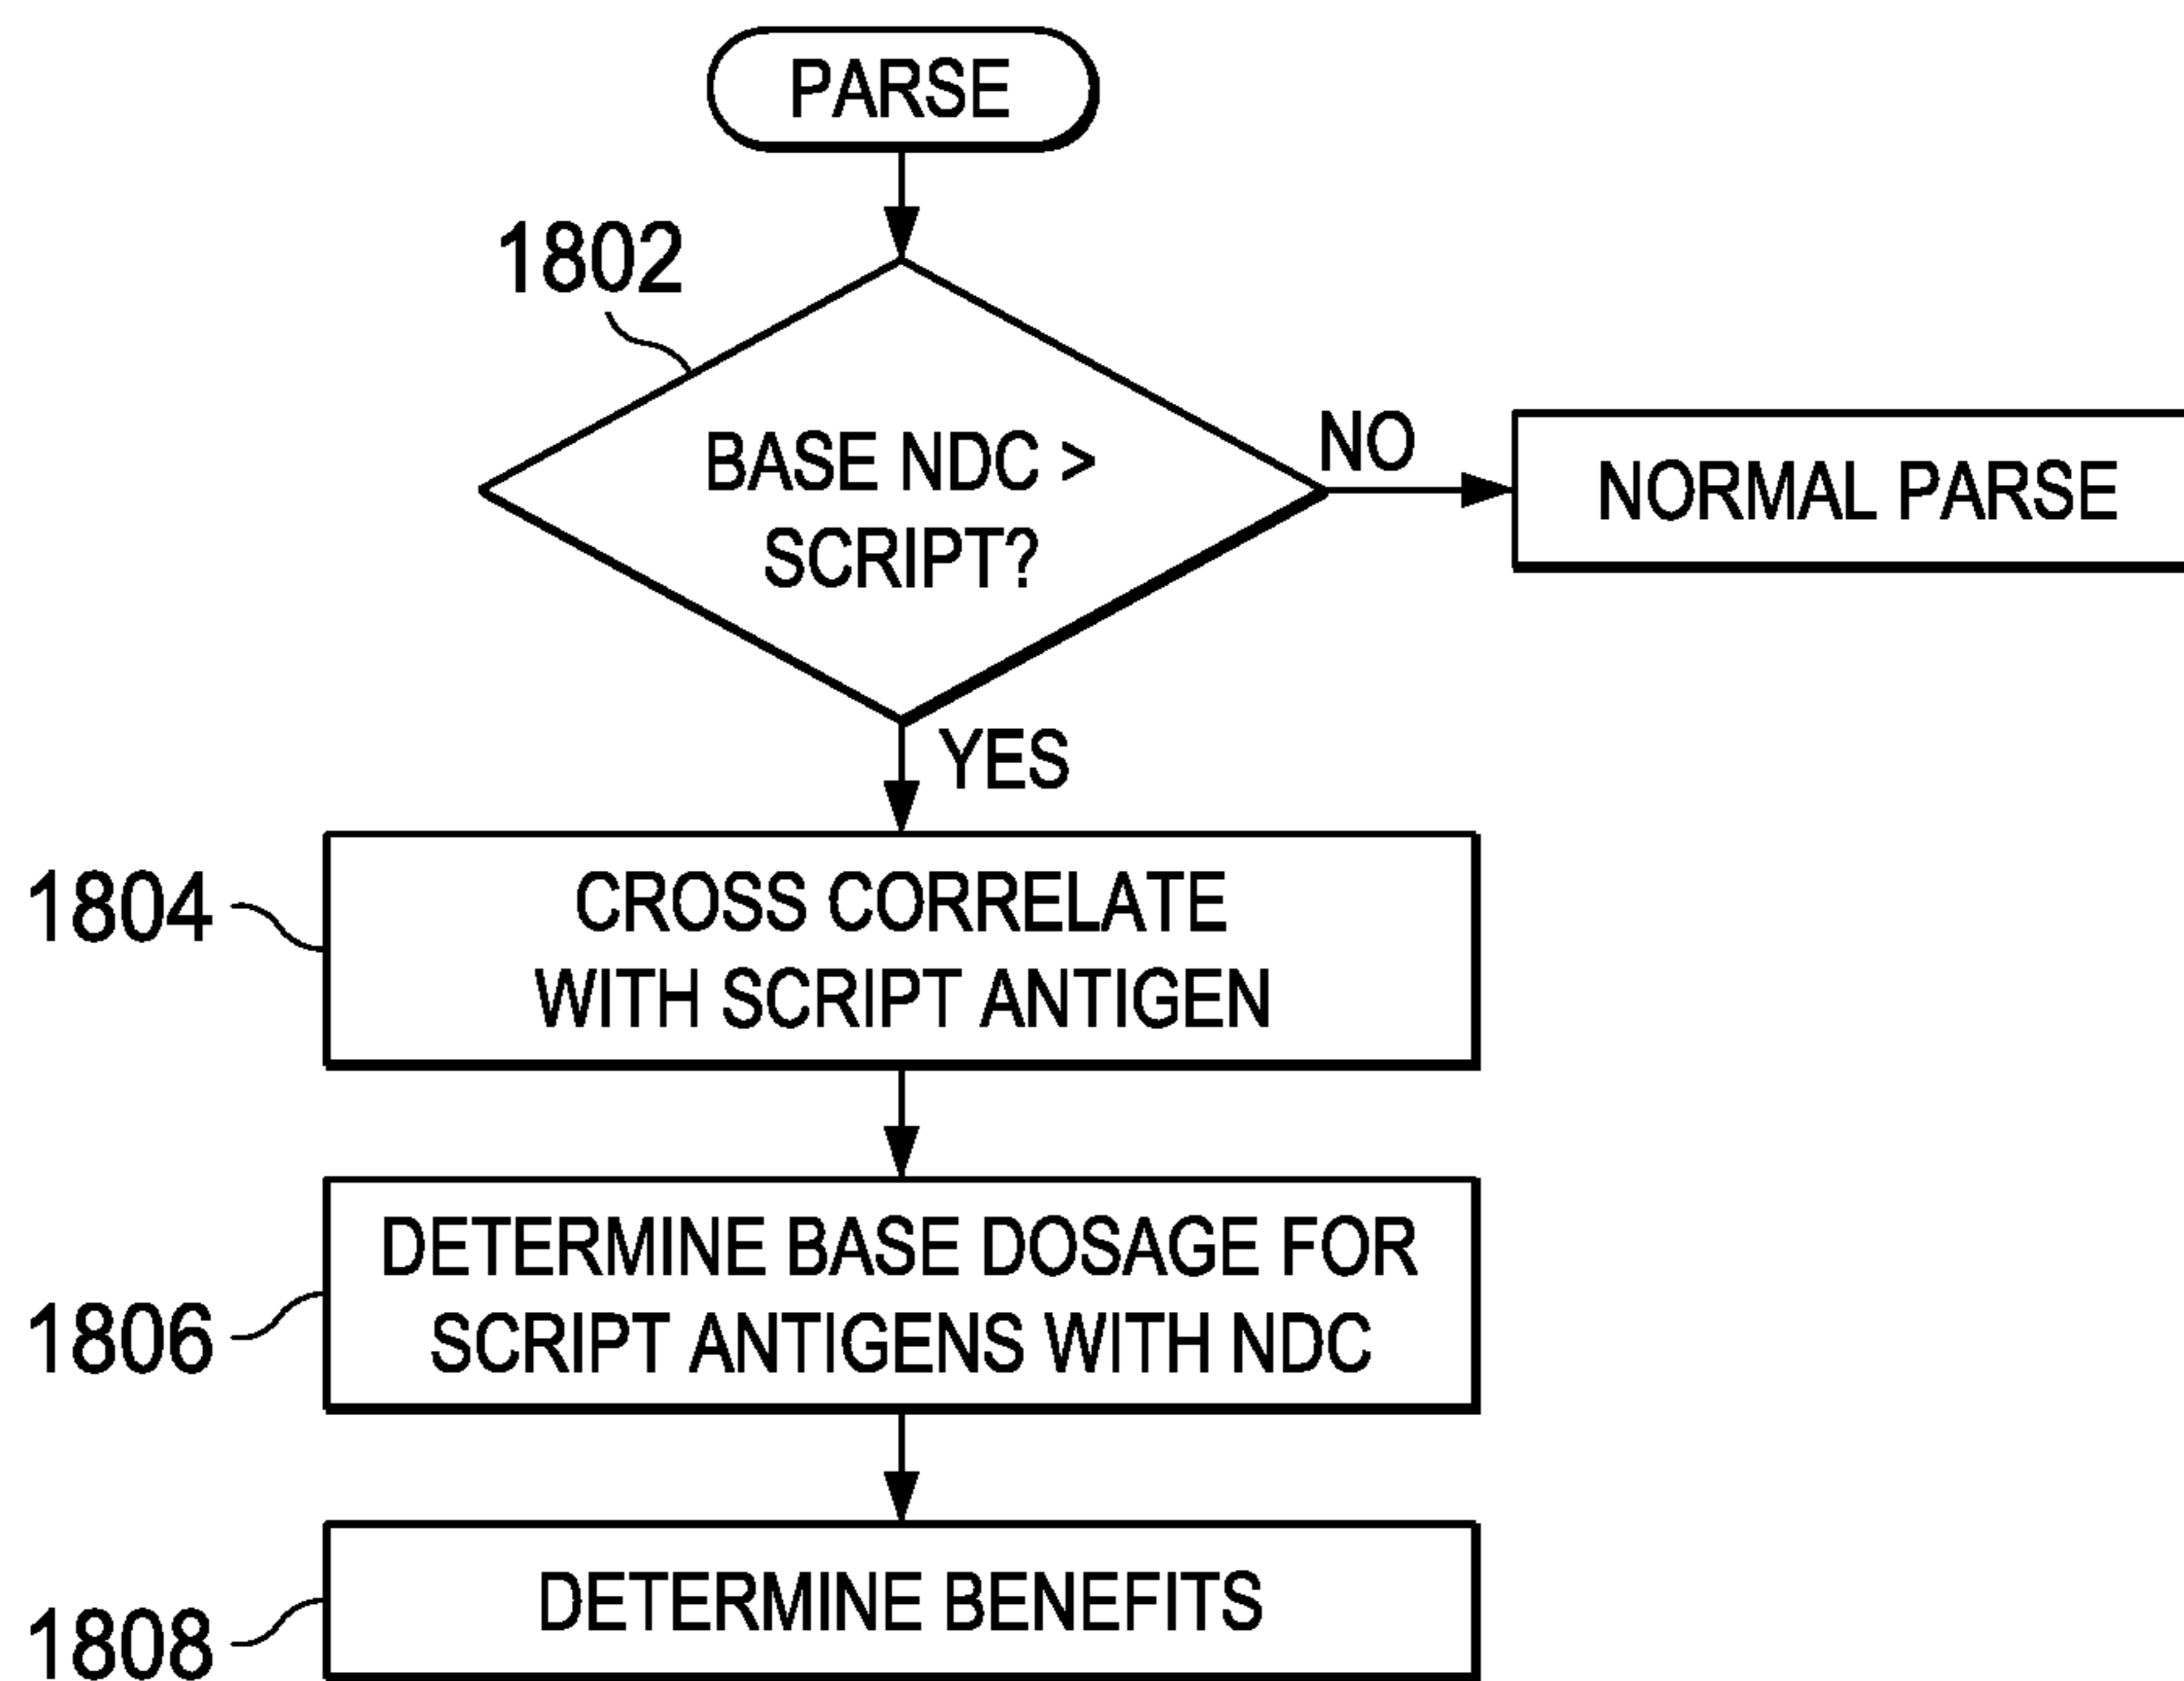 PARSE
1802
BASE NDC >
SCRIPT?
NO
NORMAL PARSE
YES
1804
CROSS CORRELATE
WITH SCRIPT ANTIGEN
1806
DETERMINE BASE DOSAGE FOR
SCRIPT ANTIGENS WITH NDC
1808
DETERMINE BENEFITS